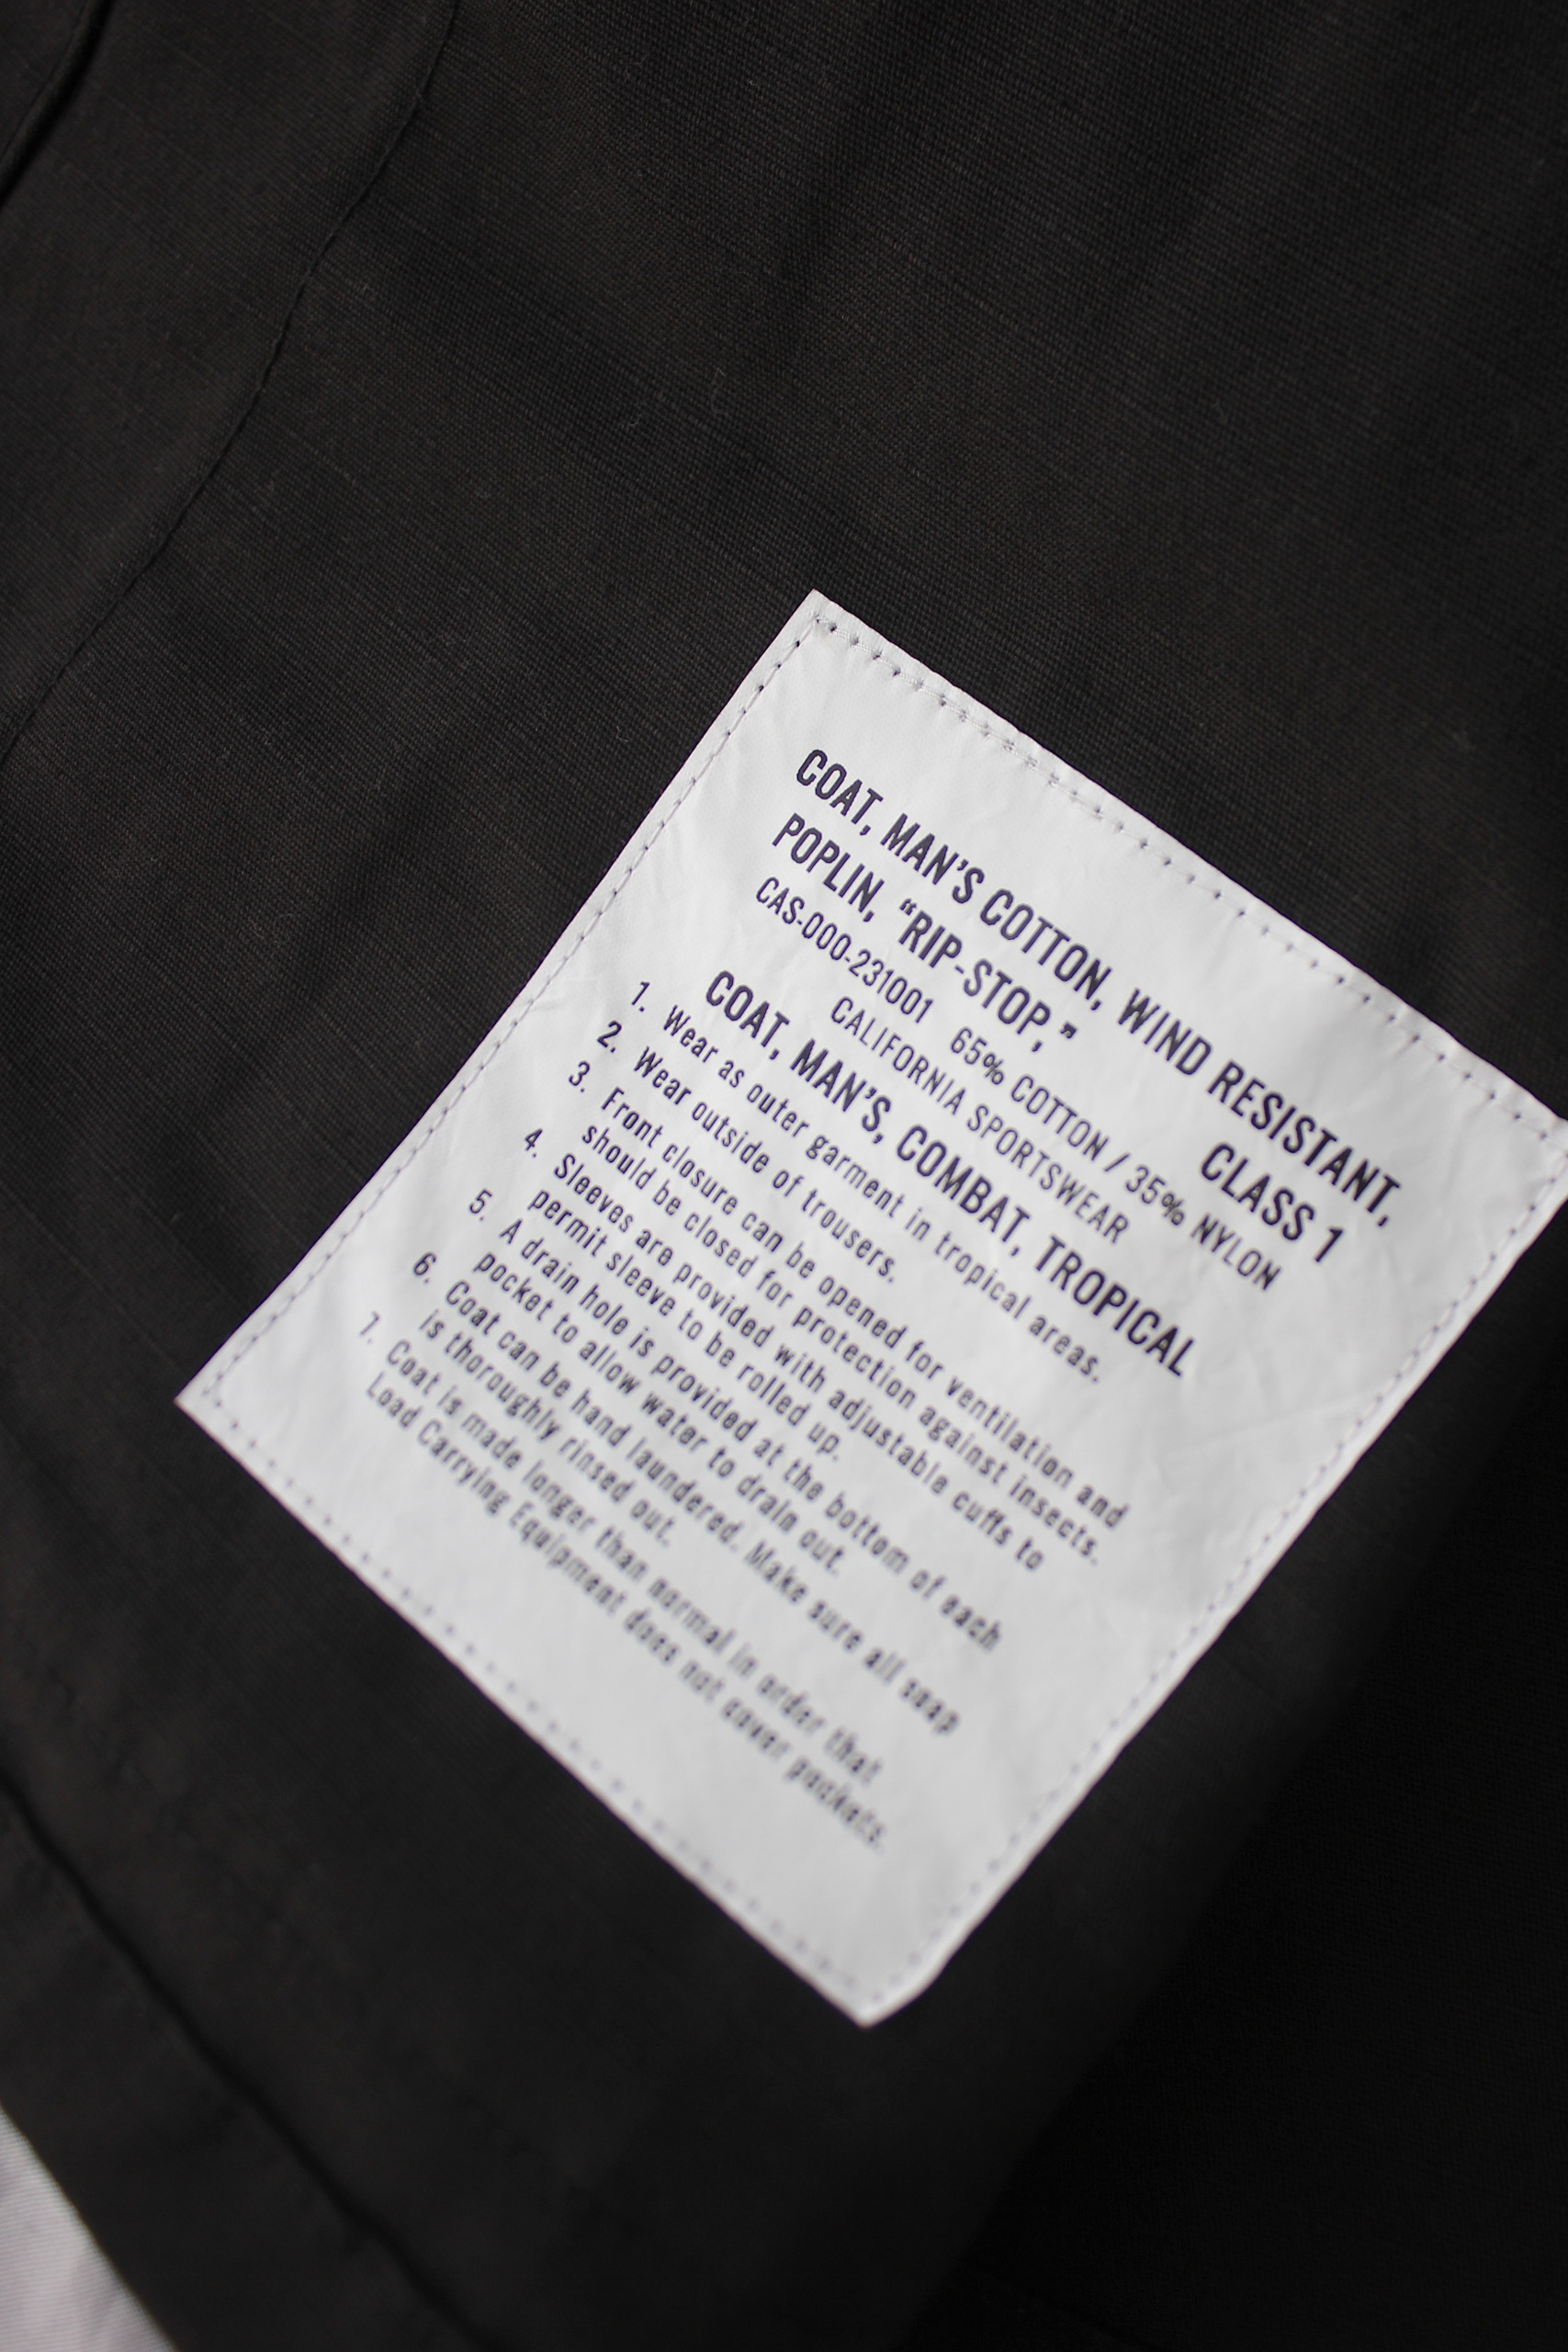 COAT, MAN'S COTTON, WIND RESISTANT,
POPLIN, “RIP-STOP,” CLASS 1
CAS-000-231001 65% COTTON / 35% NYLON
CALIFORNIA SPORTSWEAR
COAT, MAN'S, COMBAT, TROPICAL
1. Wear as outer garment in tropical areas.
2. Wear outside of trousers.
3. Front closure can be opened for ventilation and
should be closed for protection against insects.
4. Sleeves are provided with adjustable cuffs to
permit sleeve to be rolled up.
5. A drain hole is provided at the bottom of each
pocket to allow water to drain out.
6. Coat can be hand laundered. Make sure all soap
is thoroughly rinsed out.
7. Coat is made longer than normal in order that
Load Carrying Equipment does not cover pockets.